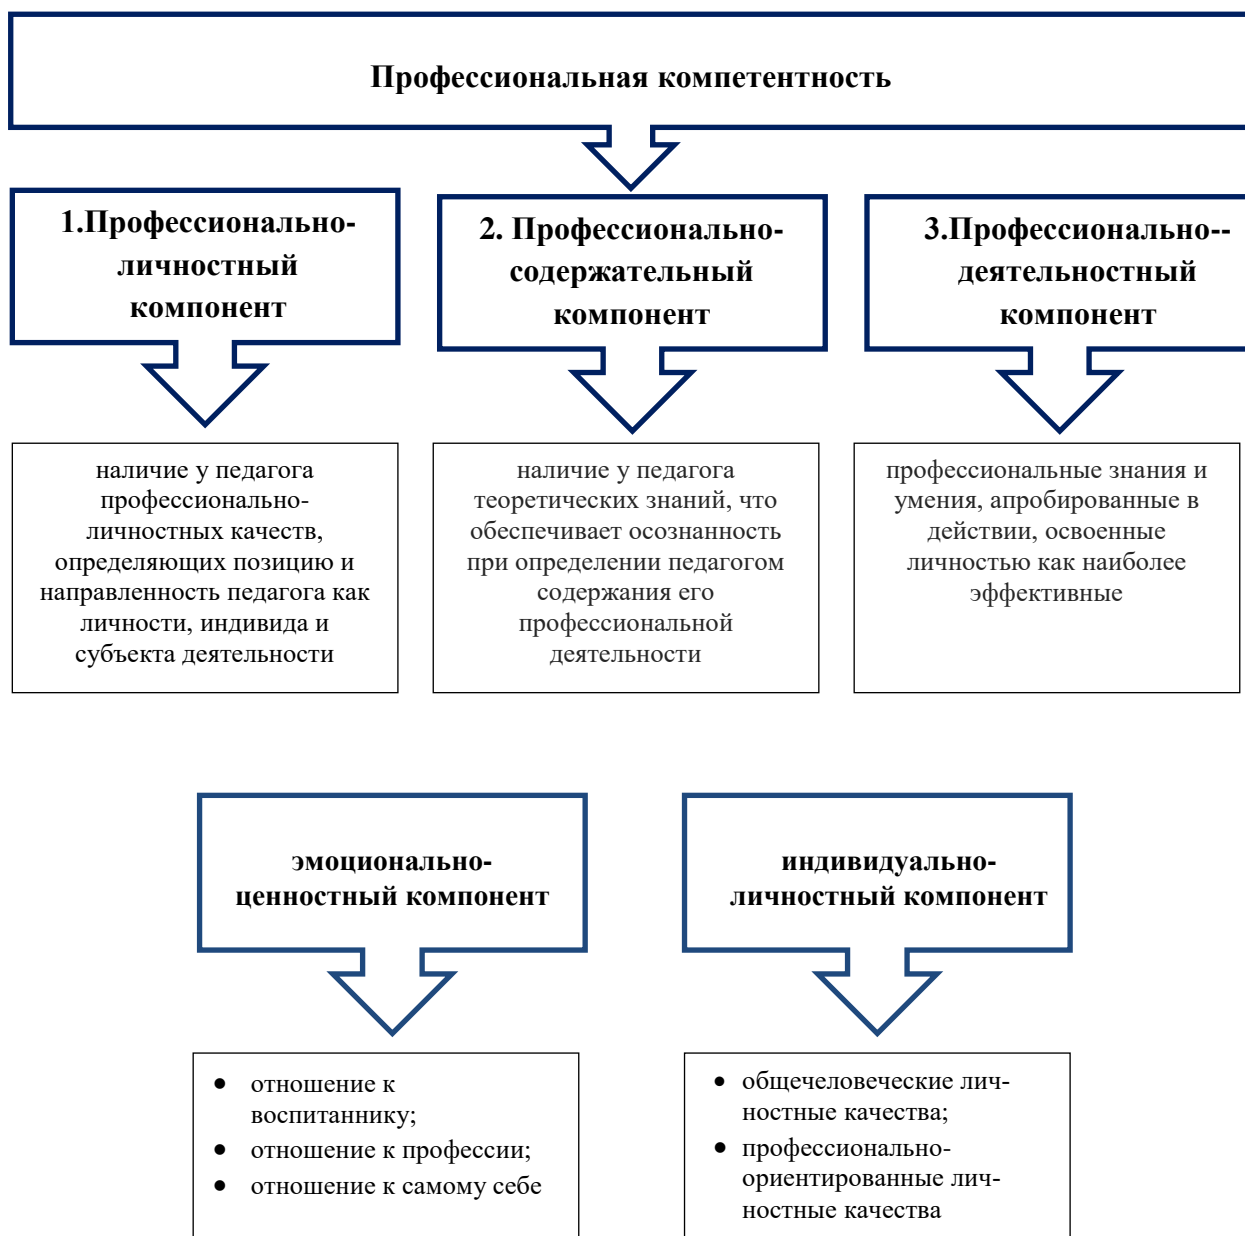 Профессиональная компетентность
1.Профессионально-
личностный
компонент
2. Профессионально-
содержательный
компонент
3.Профессионально--
деятельностный
компонент
наличие у педагога
профессионально-
личностных качеств,
определяющих позицию и
направленность педагога как
личности, индивида и
субъекта деятельности
наличие у педагога
теоретических знаний, что
обеспечивает осознанность
при определении педагогом
содержания его
профессиональной
деятельности
профессиональные знания и
умения, апробированные в
действии, освоенные
личностью как наиболее
эффективные
эмоционально-
ценностный компонент
индивидуально-
личностный компонент
• отношение к
воспитаннику;
• отношение к профессии;
• отношение к самому себе
• общечеловеческие лич-
ностные качества;
• профессионально-
ориентированные лич-
ностные качества